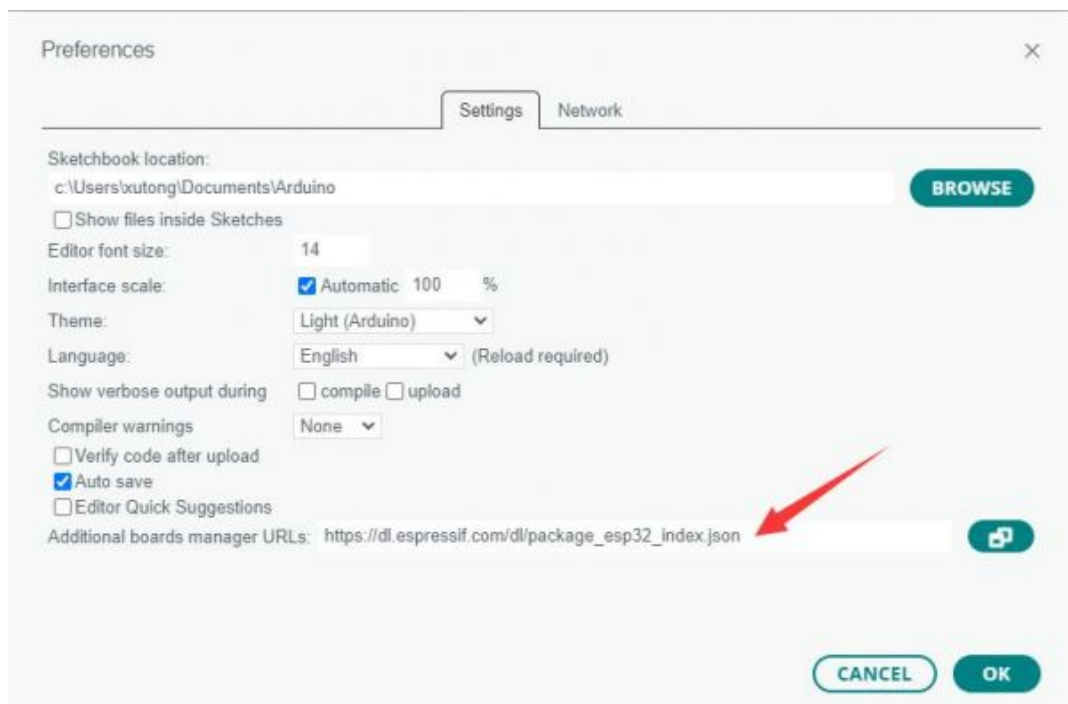 Preferences
Settings Network
Sketchbook location:
c:\Users\xutong\Documents\Arduino
BROWSE
Show files inside Sketches
Editor font size: 14
Interface scale: Automatic 100 %
Theme: Light (Arduino)
Language: English (Reload required)
Show verbose output during compile upload
Compiler warnings None
Verify code after upload
Auto save
Editor Quick Suggestions
Additional boards manager URLs: https://dl.espressif.com/dl/package_esp32_index.json
CANCEL OK